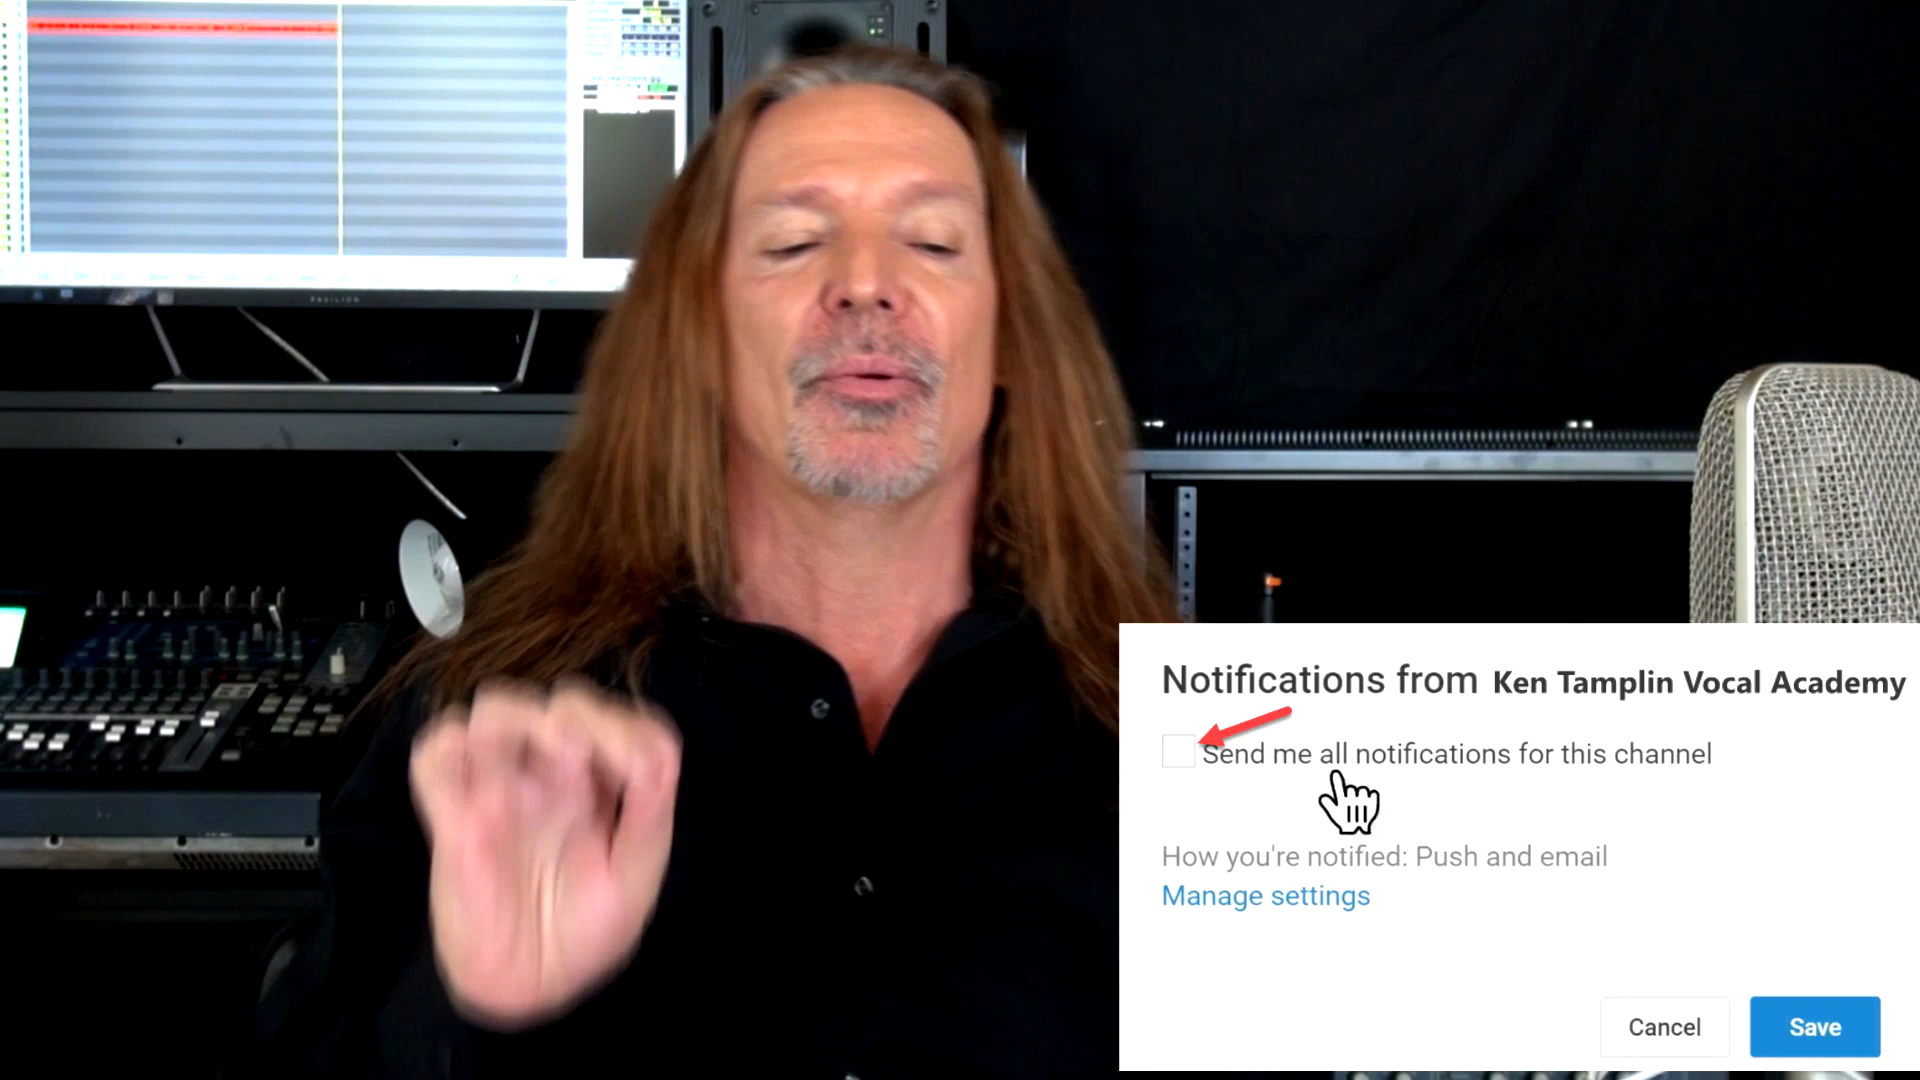 PAVILION
Notifications from Ken Tamplin Vocal Academy
Send me all notifications for this channel
How you're notified: Push and email
Manage settings
Cancel
Save